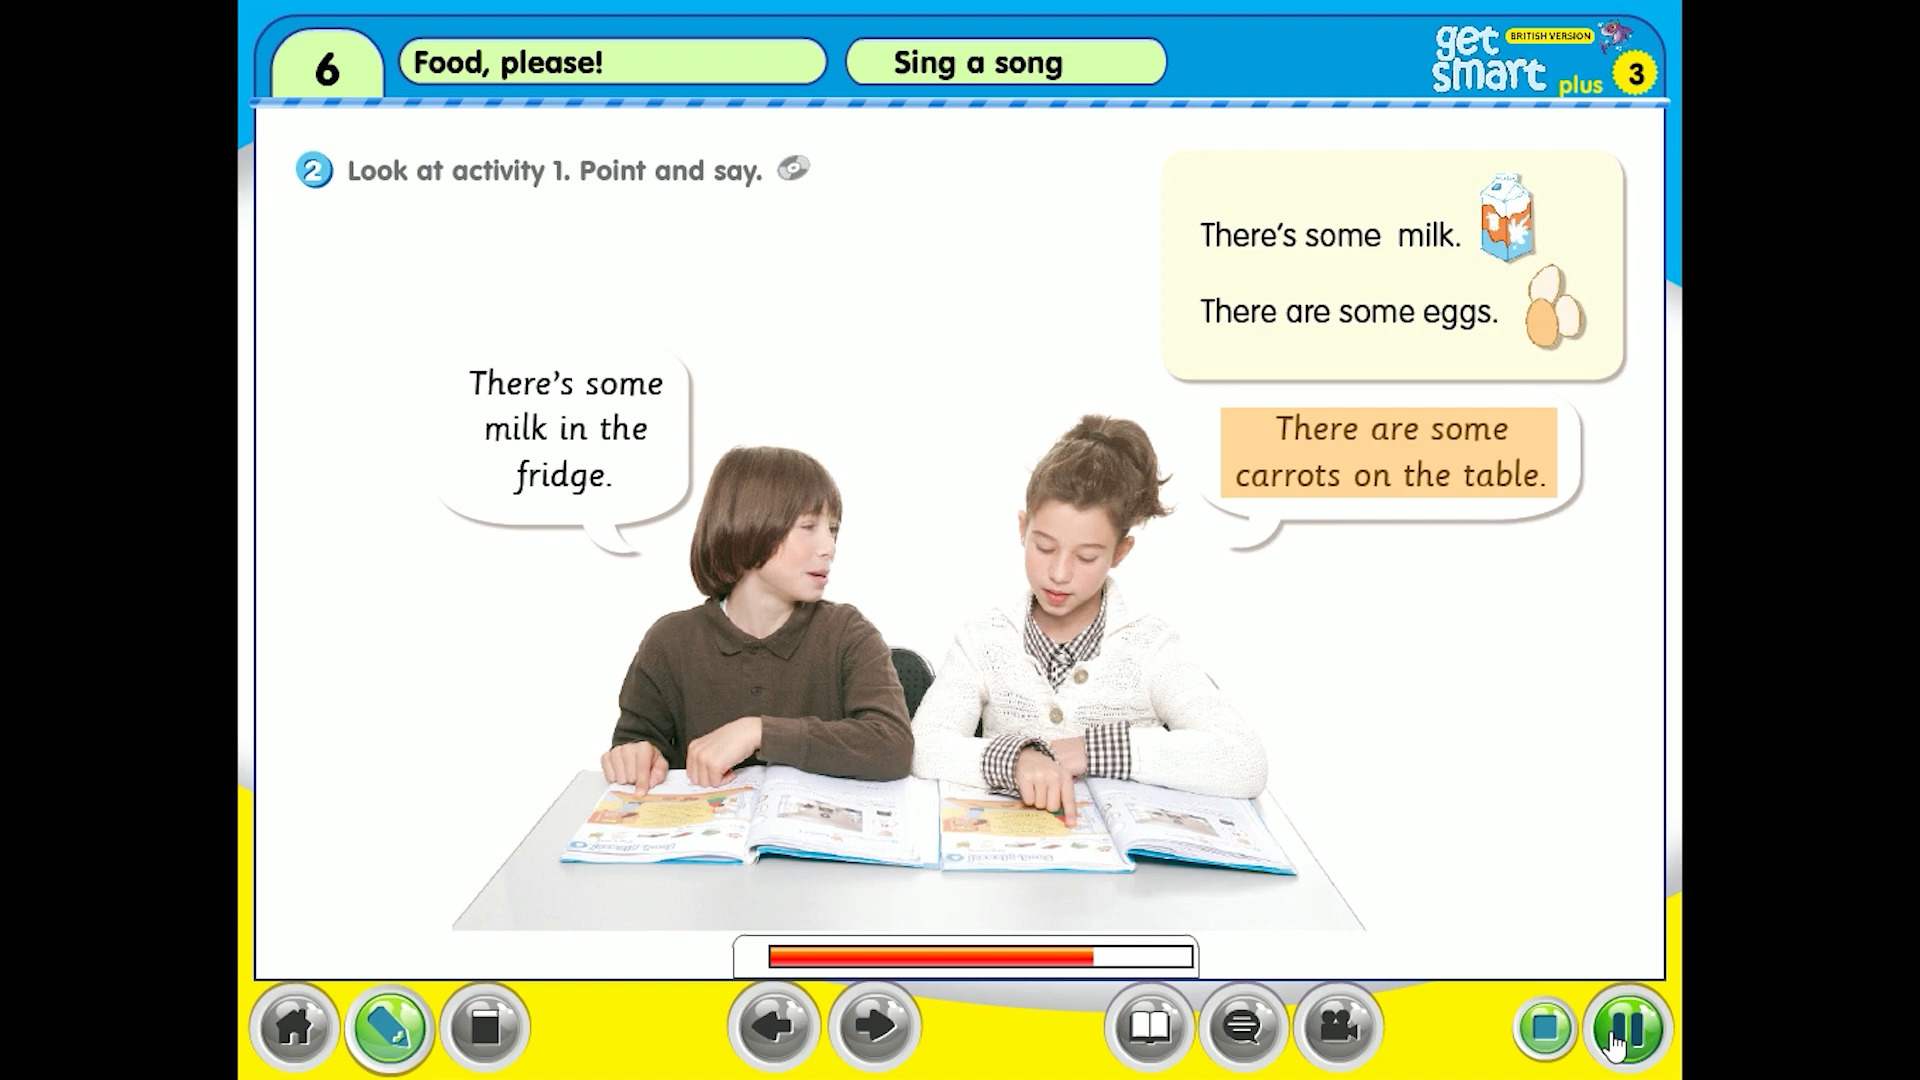 6
Food, please!
Sing a song
get
BRITISH VERSION
smart
plus
3
2 Look at activity 1. Point and say.
There's some milk.
There are some eggs.
There's some
milk in the
fridge.
There are some
carrots on the table.